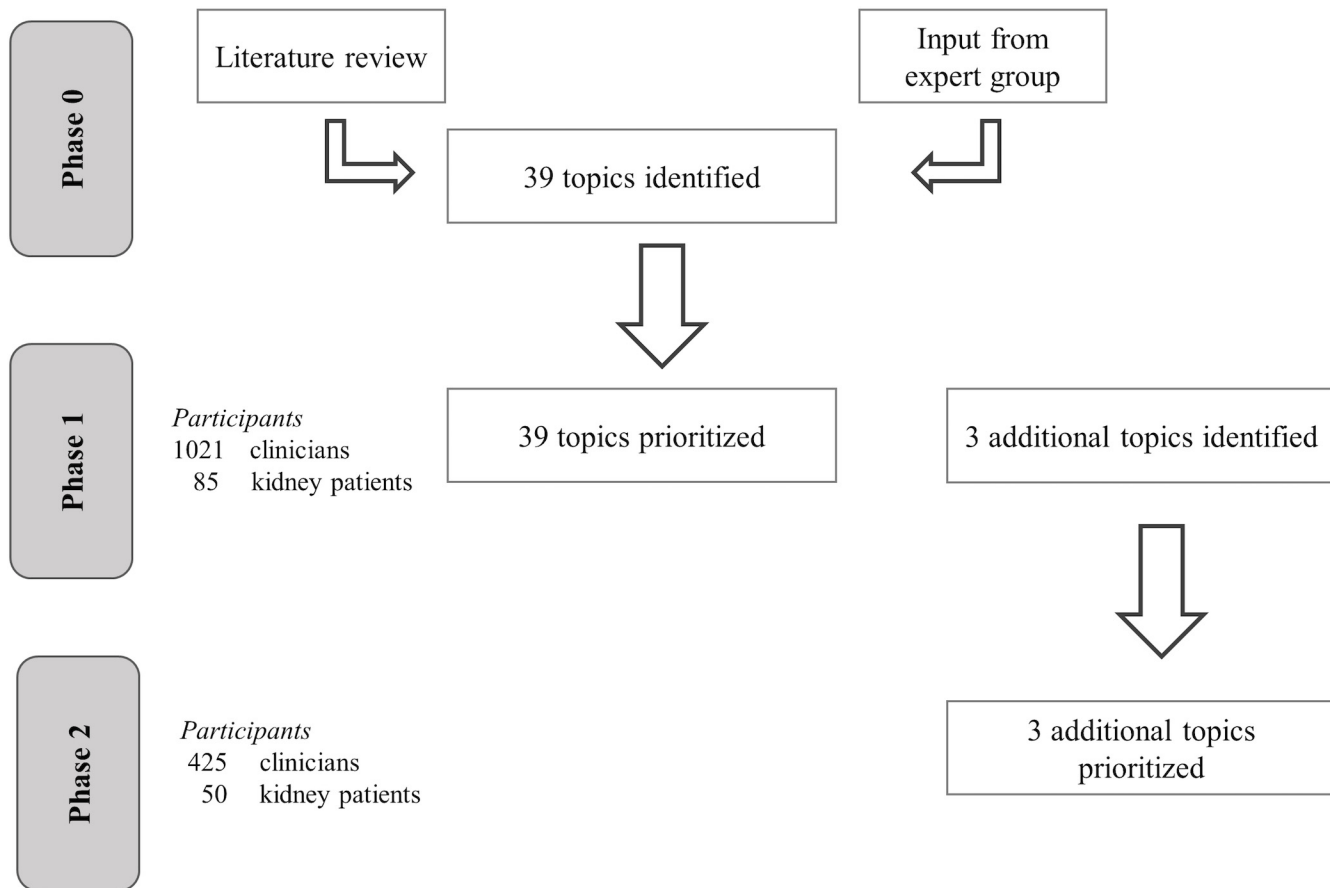 Phase 0
Literature review
Input from
expert group
39 topics identified
Phase 1
Participants
1021 clinicians
85 kidney patients
39 topics prioritized
3 additional topics identified
Phase 2
Participants
425 clinicians
50 kidney patients
3 additional topics
prioritized